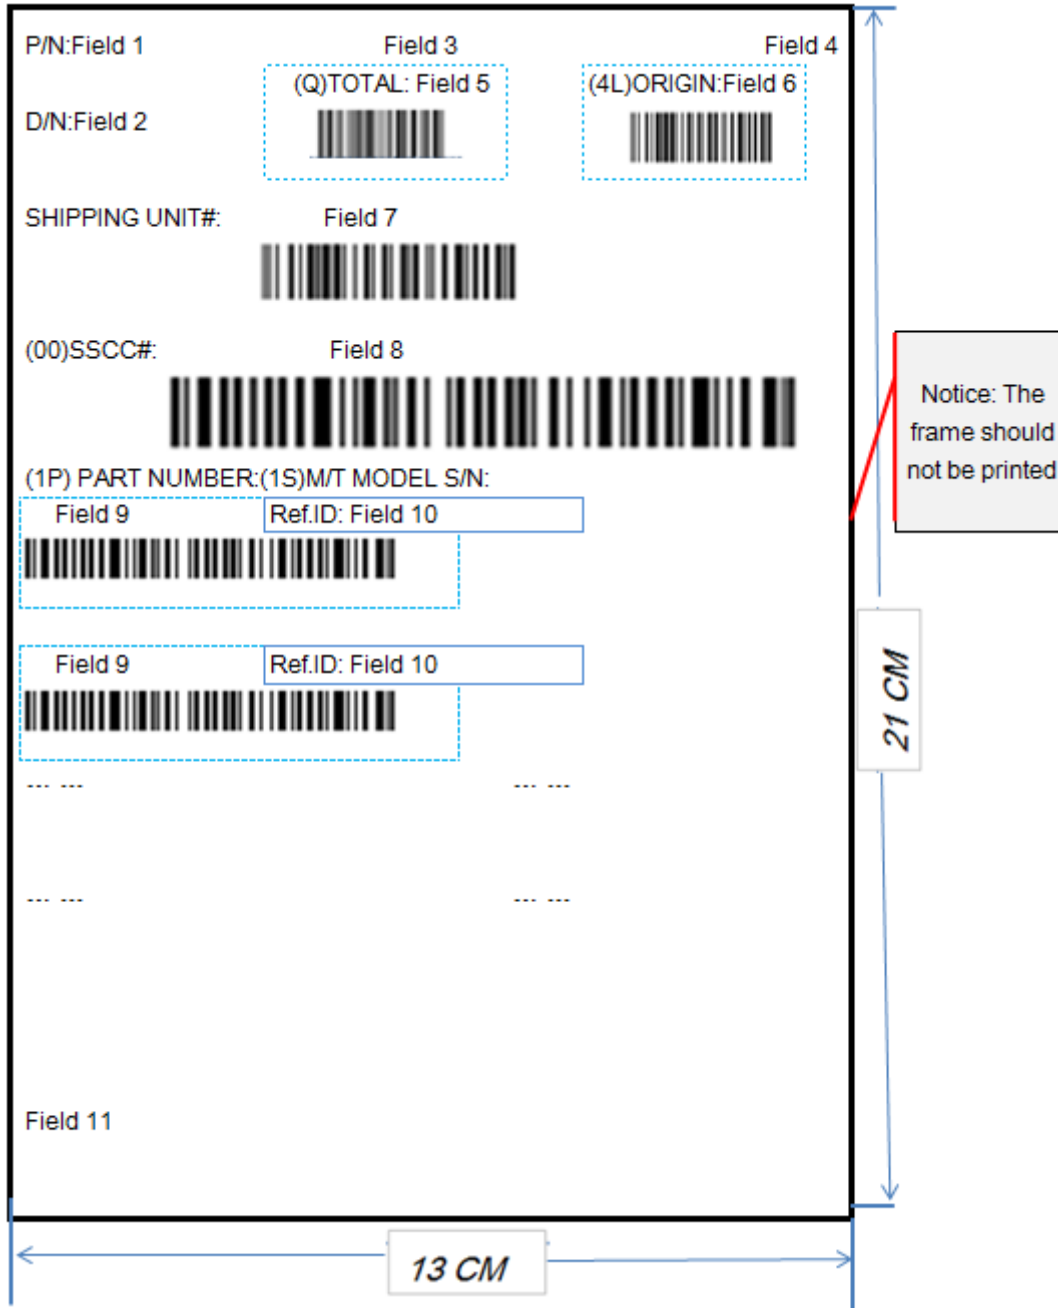 P/N:Field 1 Field 3 Field 4
(Q)TOTAL: Field 5 (4L)ORIGIN:Field 6
D/N:Field 2
SHIPPING UNIT#: Field 7
(00)SSCC#: Field 8
Notice: The
frame should
not be printed
(1P) PART NUMBER:(1S)M/T MODEL S/N:
Field 9 Ref.ID: Field 10
Field 9 Ref.ID: Field 10
21 CM
--- --- --- ---
--- --- --- ---
Field 11
13 CM